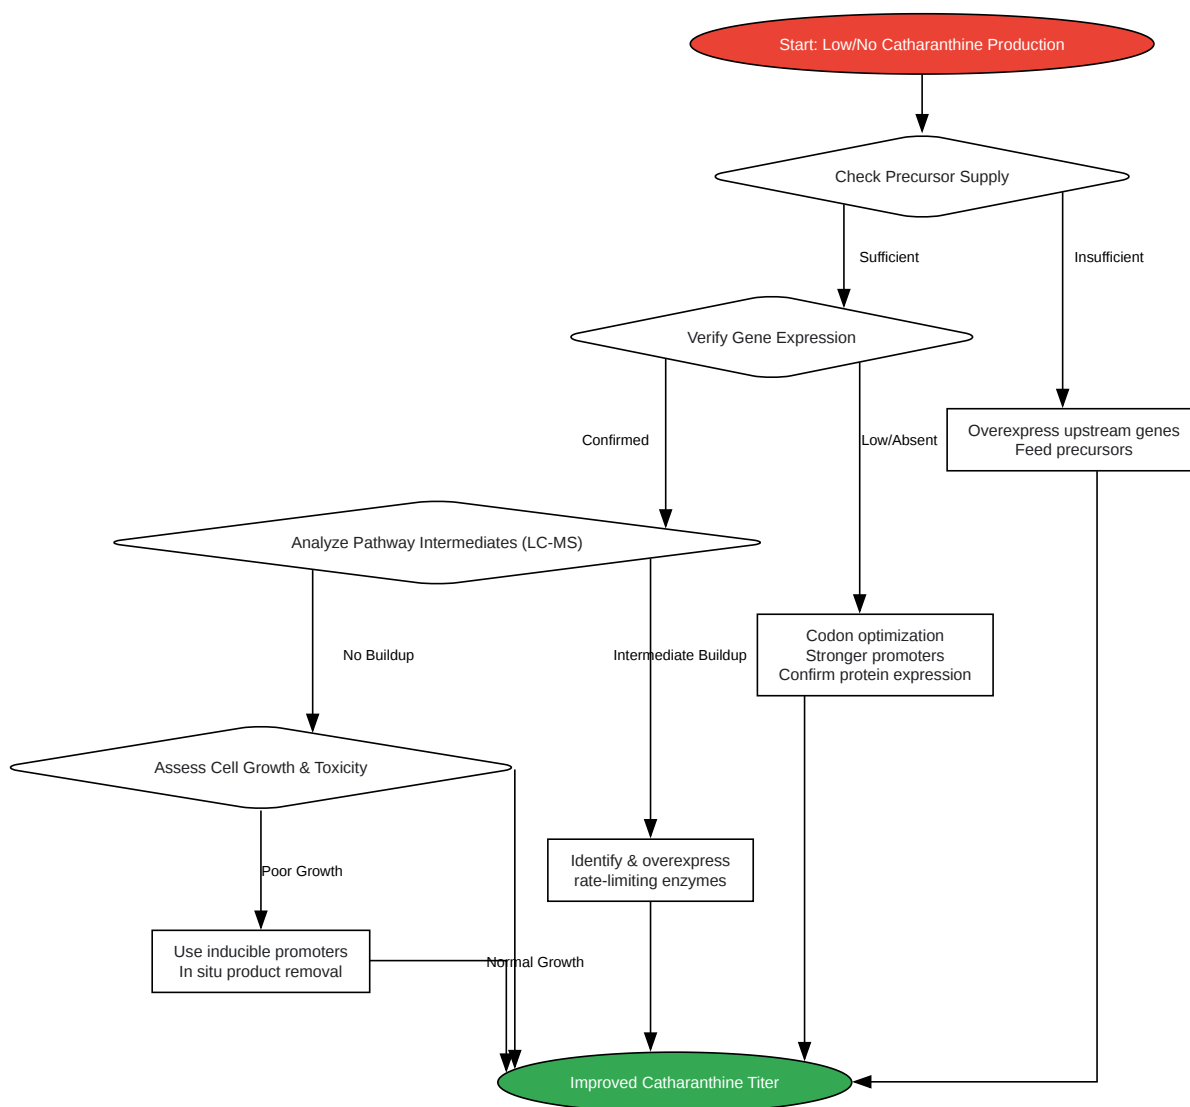 Start: Low/No Catharanthine Production
Check Precursor Supply
Sufficient
Insufficient
Verify Gene Expression
Confirmed
Low/Absent
Overexpress upstream genes
Feed precursors
Analyze Pathway Intermediates (LC-MS)
No Buildup
Intermediate Buildup
Codon optimization
Stronger promoters
Confirm protein expression
Assess Cell Growth & Toxicity
Poor Growth
Identify & overexpress
rate-limiting enzymes
Use inducible promoters
In situ product removal
Normal Growth
Improved Catharanthine Titer